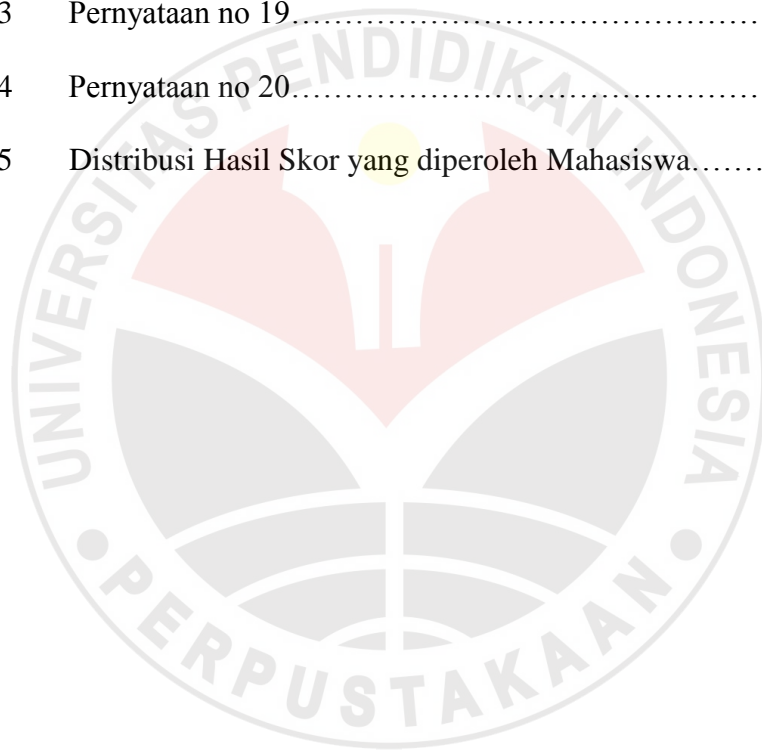 3 Pernyataan no 19……………………………………………
4 Pernyataan no 20……………………………………………
5 Distribusi Hasil Skor yang diperoleh Mahasiswa…….
UNIVERSITAS PENDIDIKAN INDONESIA
PERPUSTAKAAN